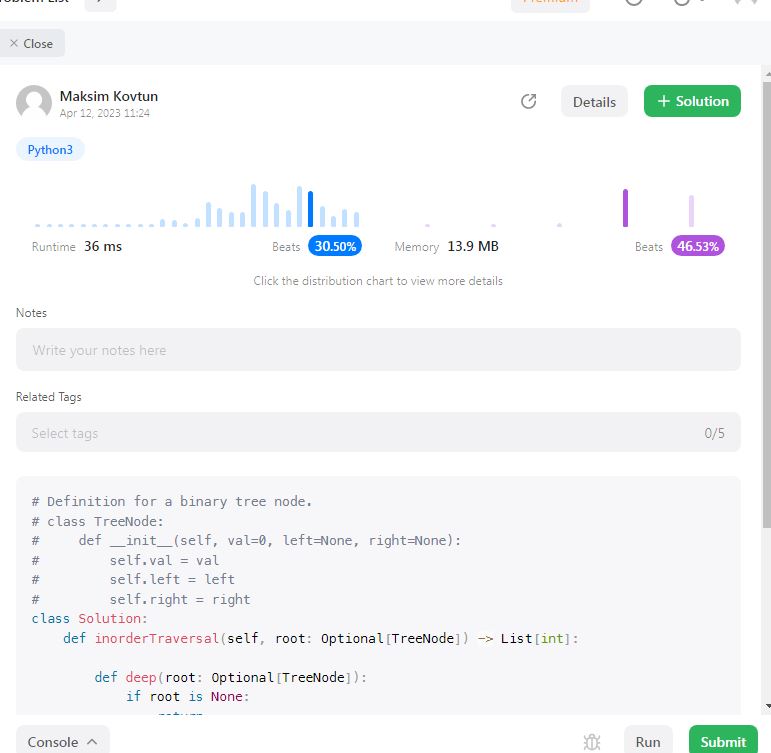 Problem List
Premium
× Close
Maksim Kovtun
Apr 12, 2023 11:24
Details
+ Solution
Python3
Runtime 36 ms Beats 30.50% Memory 13.9 MB Beats 46.53%
Click the distribution chart to view more details
Notes
Write your notes here
Related Tags
Select tags 0/5
# Definition for a binary tree node.
# class TreeNode:
#     def __init__(self, val=0, left=None, right=None):
#         self.val = val
#         self.left = left
#         self.right = right
class Solution:
    def inorderTraversal(self, root: Optional[TreeNode]) -> List[int]:
        def deep(root: Optional[TreeNode]):
            if root is None:
                return
Console
Run
Submit